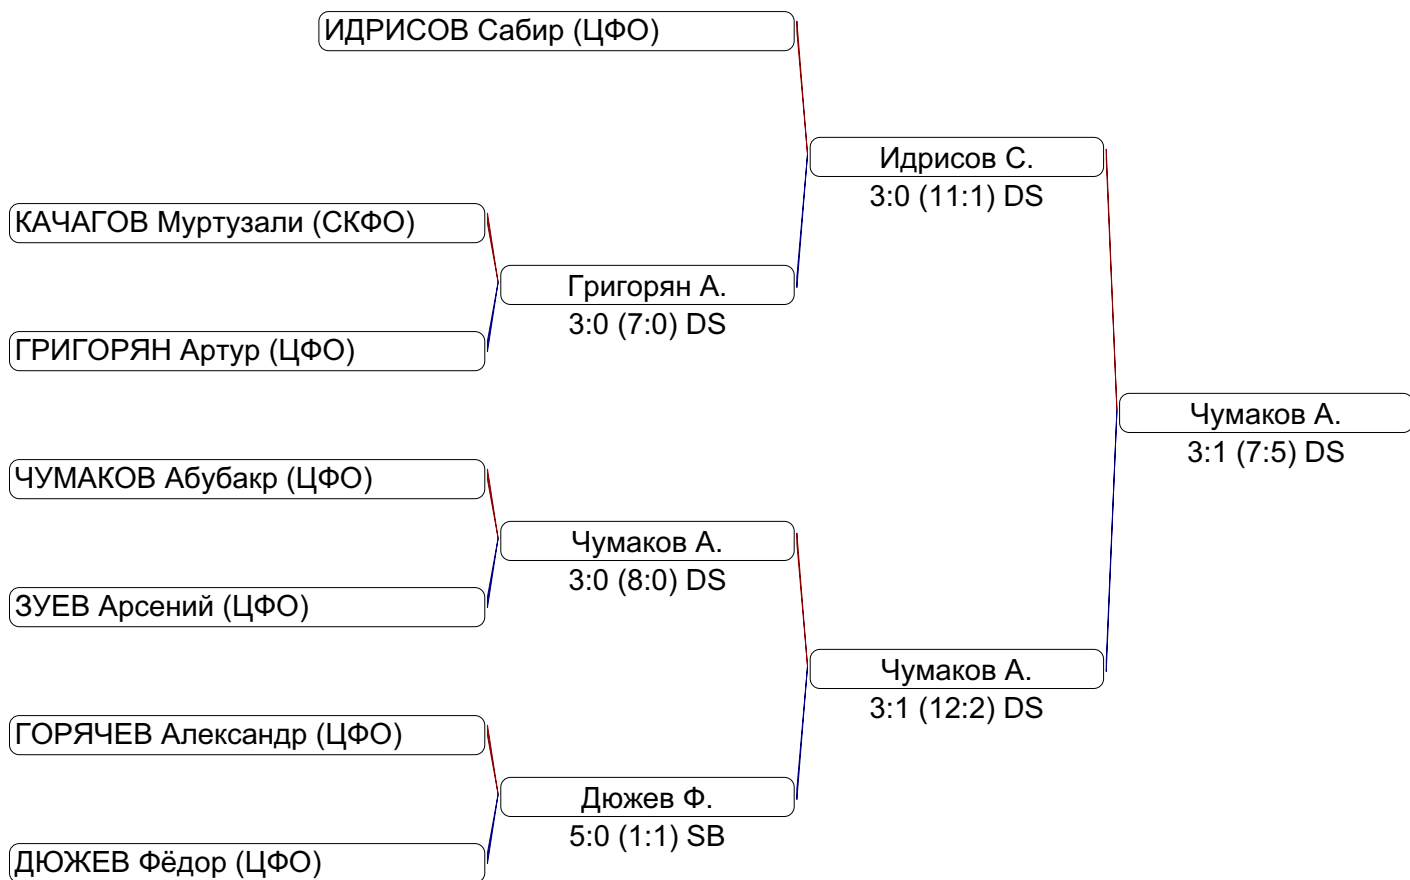 ИДРИСОВ Сабир (ЦФО)
Идрисов С.
3:0 (11:1) DS
КАЧАГОВ Муртузали (СКФО)
Григорян А.
3:0 (7:0) DS
ГРИГОРЯН Артур (ЦФО)
Чумаков А.
3:1 (7:5) DS
ЧУМАКОВ Абубакр (ЦФО)
Чумаков А.
3:0 (8:0) DS
ЗУЕВ Арсений (ЦФО)
Чумаков А.
3:1 (12:2) DS
ГОРЯЧЕВ Александр (ЦФО)
Дюжев Ф.
5:0 (1:1) SB
ДЮЖЕВ Фёдор (ЦФО)